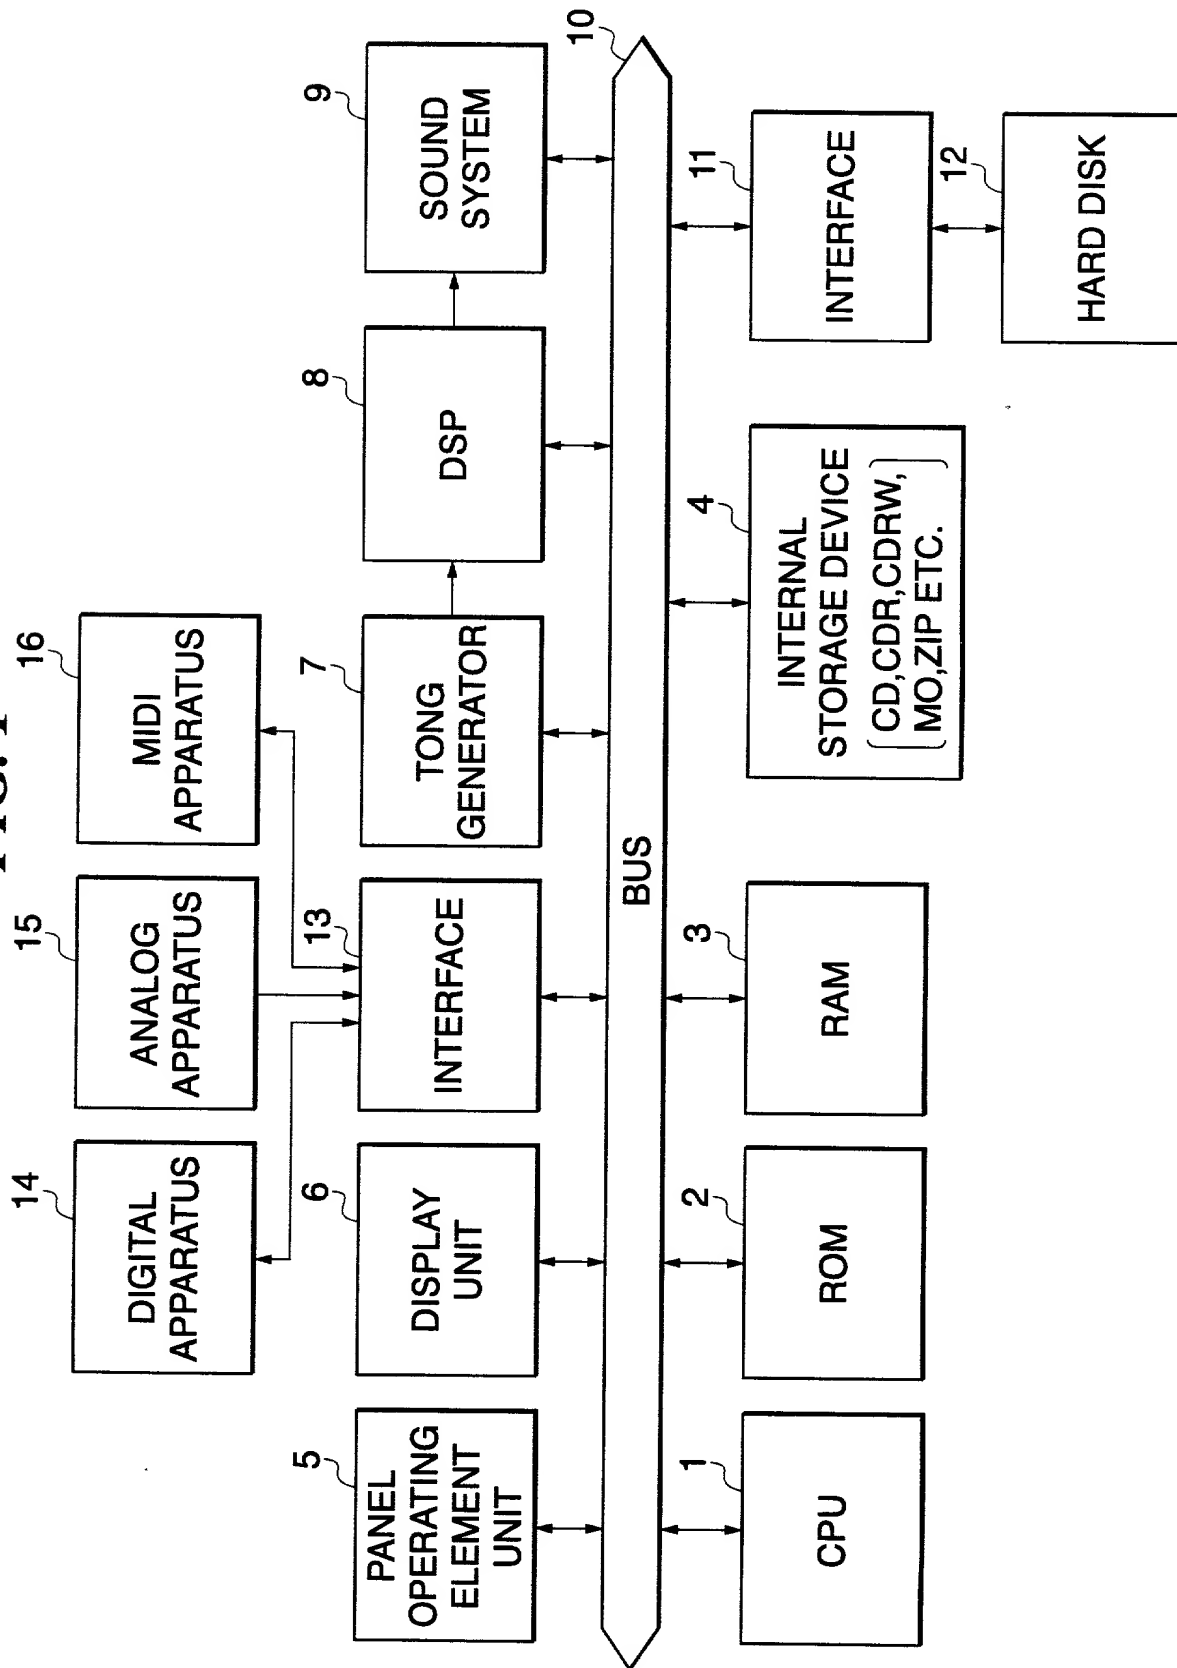 FIG. 1
14
DIGITAL
APPARATUS
15
ANALOG
APPARATUS
16
MIDI
APPARATUS
5
PANEL
OPERATING
ELEMENT
UNIT
6
DISPLAY
UNIT
13
INTERFACE
7
TONG
GENERATOR
8
DSP
9
SOUND
SYSTEM
BUS
10
1
CPU
2
ROM
3
RAM
4
INTERNAL
STORAGE DEVICE
(CD,CDR,CDRW,
MO,ZIP ETC.)
11
INTERFACE
12
HARD DISK